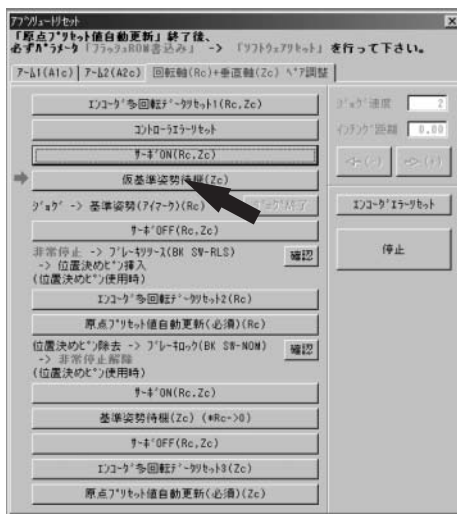 アブソリュートリセット
「原点プリセット値自動更新」終了後、
必ずパラメータ「フラッシュROM書込み」 -> 「ソフトウェアリセット」 を行って下さい。
アーム1(A1c) アーム2(A2c) 回転軸(Rc)+垂直軸(Zc) ペア調整
エンコーダ多回転データリセット1(Rc,Zc)
コントローラエラーリセット
サーボON(Rc,Zc)
仮基準姿勢待機(Zc)
ジョグ -> 基準姿勢(アイマーク)(Rc)
ジョグ終了
サーボOFF(Rc,Zc)
非常停止 -> ブレーキリリース(BK SW-RLS)
-> 位置決めピン挿入
(位置決めピン使用時)
確認
エンコーダ多回転データリセット2(Rc)
原点プリセット値自動更新(必須)(Rc)
位置決めピン除去 -> ブレーキロック(BK SW-NOM)
-> 非常停止解除
(位置決めピン使用時)
確認
サーボON(Rc,Zc)
基準姿勢待機(Zc) (*Rc->0)
サーボOFF(Rc,Zc)
エンコーダ多回転データリセット3(Zc)
原点プリセット値自動更新(必須)(Zc)
ジョグ速度 2
インチング距離 0.00
<-(-) ->(+)
エンコーダエラーリセット
停止